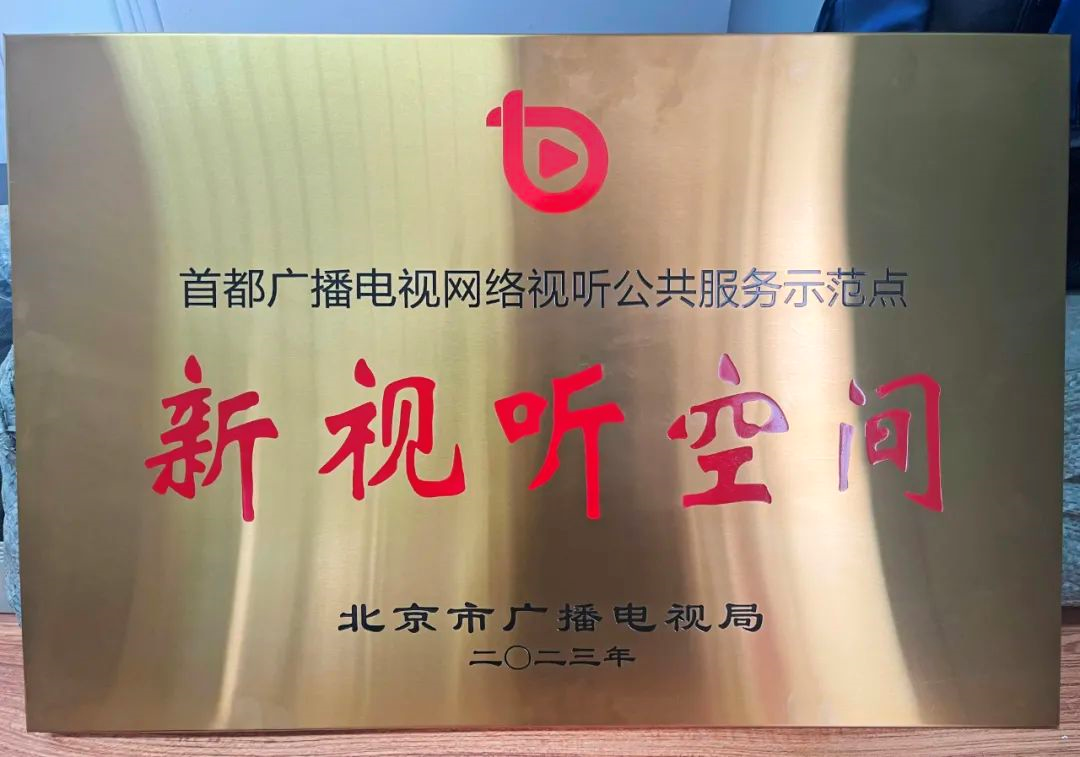 首都广播电视网络视听公共服务示范点
新视听空间
北京市广播电视局
二〇二三年